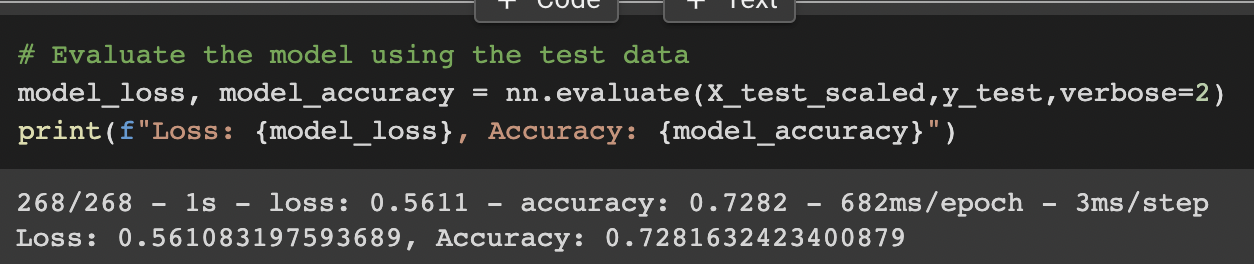 + Code + Text
# Evaluate the model using the test data
model_loss, model_accuracy = nn.evaluate(X_test_scaled,y_test,verbose=2)
print(f"Loss: {model_loss}, Accuracy: {model_accuracy}")
268/268 - 1s - loss: 0.5611 - accuracy: 0.7282 - 682ms/epoch - 3ms/step
Loss: 0.561083197593689, Accuracy: 0.7281632423400879